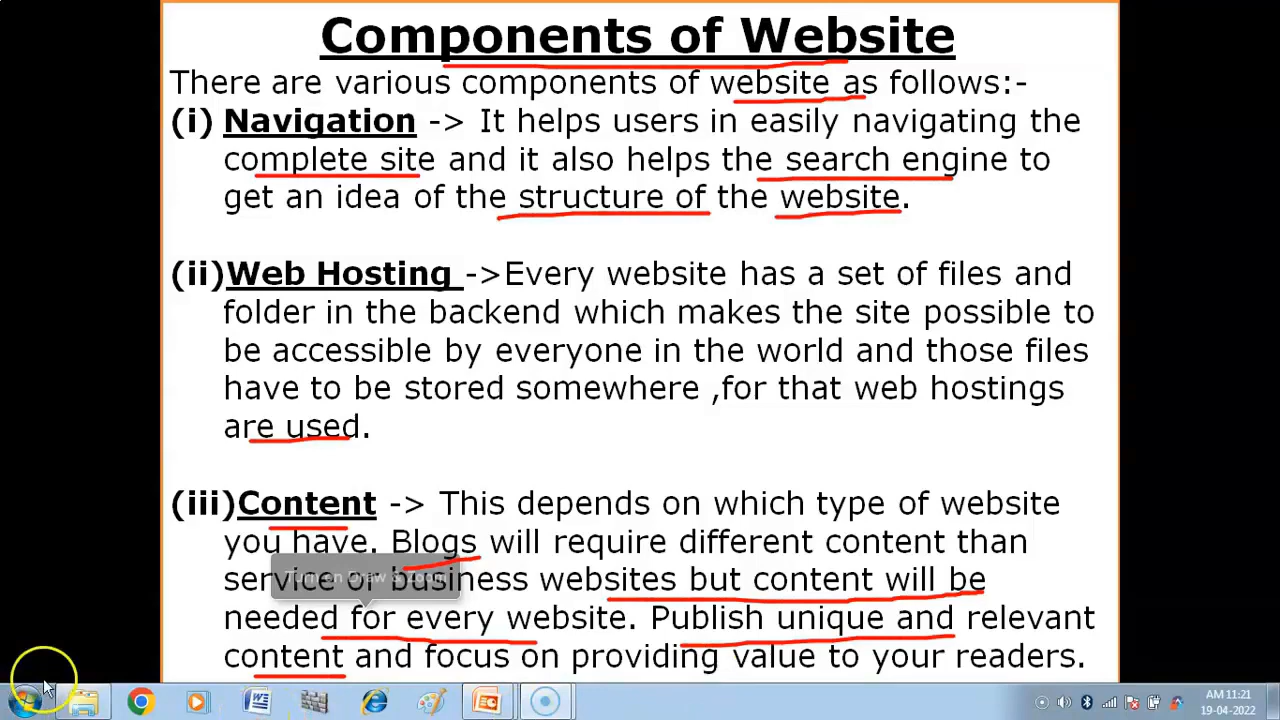 Components of Website
There are various components of website as follows:-
(i) Navigation -> It helps users in easily navigating the
complete site and it also helps the search engine to
get an idea of the structure of the website.
(ii)Web Hosting ->Every website has a set of files and
folder in the backend which makes the site possible to
be accessible by everyone in the world and those files
have to be stored somewhere ,for that web hostings
are used.
(iii)Content -> This depends on which type of website
you have. Blogs will require different content than
Turn on Draw & Zoom
service or business websites but content will be
needed for every website. Publish unique and relevant
content and focus on providing value to your readers.
AM 11:21
19-04-2022